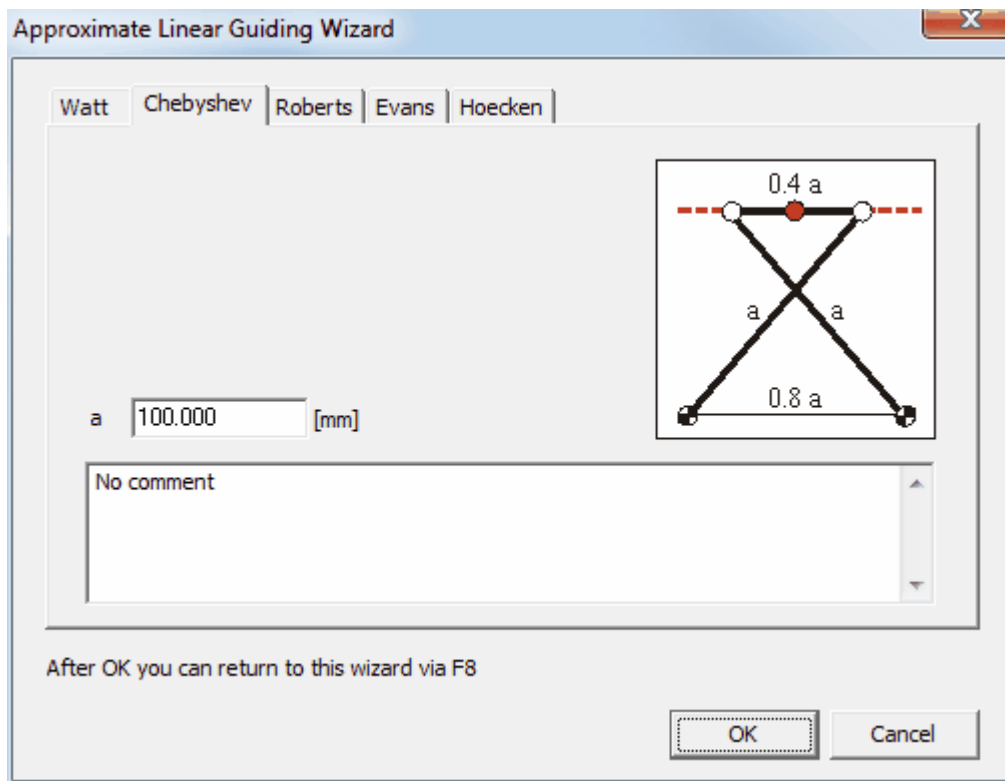 Approximate Linear Guiding Wizard
Watt Chebyshev Roberts Evans Hoecken
0.4 a
a a
0.8 a
a 100.000 [mm]
No comment
After OK you can return to this wizard via F8
OK Cancel